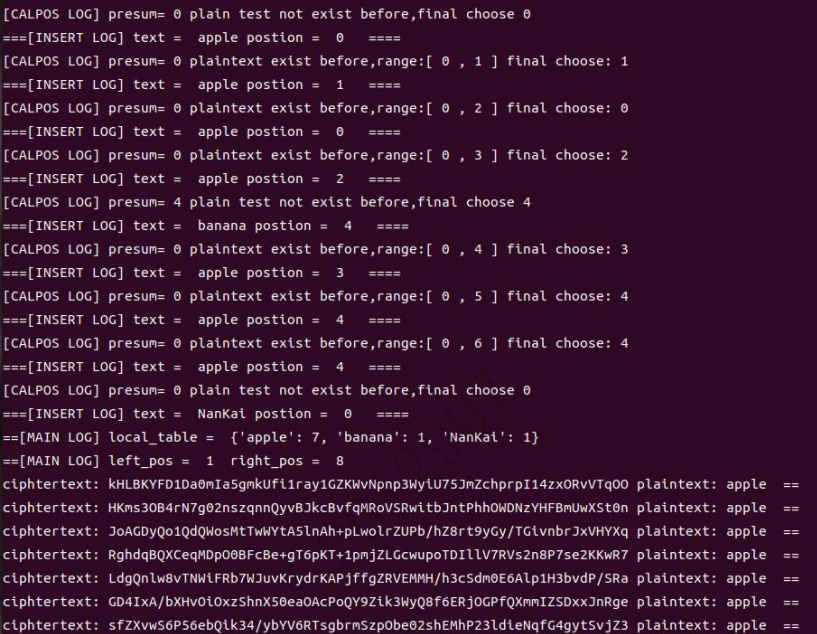 [CALPOS LOG] presum= 0 plain test not exist before,final choose 0
===[INSERT LOG] text =  apple postion =  0   ====
[CALPOS LOG] presum= 0 plaintext exist before,range:[ 0 , 1 ] final choose: 1
===[INSERT LOG] text =  apple postion =  1   ====
[CALPOS LOG] presum= 0 plaintext exist before,range:[ 0 , 2 ] final choose: 0
===[INSERT LOG] text =  apple postion =  0   ====
[CALPOS LOG] presum= 0 plaintext exist before,range:[ 0 , 3 ] final choose: 2
===[INSERT LOG] text =  apple postion =  2   ====
[CALPOS LOG] presum= 4 plain test not exist before,final choose 4
===[INSERT LOG] text =  banana postion =  4   ====
[CALPOS LOG] presum= 0 plaintext exist before,range:[ 0 , 4 ] final choose: 3
===[INSERT LOG] text =  apple postion =  3   ====
[CALPOS LOG] presum= 0 plaintext exist before,range:[ 0 , 5 ] final choose: 4
===[INSERT LOG] text =  apple postion =  4   ====
[CALPOS LOG] presum= 0 plaintext exist before,range:[ 0 , 6 ] final choose: 4
===[INSERT LOG] text =  apple postion =  4   ====
[CALPOS LOG] presum= 0 plain test not exist before,final choose 0
===[INSERT LOG] text =  NanKai postion =  0   ====
==[MAIN LOG] local_table =  {'apple': 7, 'banana': 1, 'NanKai': 1}
==[MAIN LOG] left_pos =  1  right_pos =  8
ciphtertext: kHLBKYFD1Da0mIa5gmkUfi1ray1GZKWvNpnp3WyiU75JmZchprpI14zxORvVTqOO plaintext: apple  ==
ciphtertext: HKms3OB4rN7g02nszqnnQyvBJkcBvfqMRoVSRwitbJntPhhOWDNzYHFBmUwXSt0n plaintext: apple  ==
ciphtertext: JoAGDyQo1QdQWosMtTwWYtA5lnAh+pLwolrZUPb/hZ8rt9yGy/TGivnbrJxVHYXq plaintext: apple  ==
ciphtertext: RghdqBQXCeqMDpO0BFcBe+gT6pKT+1pmjZLGcwupoTDIllV7RVs2n8P7se2KKwR7 plaintext: apple  ==
ciphtertext: LdgQnlw8vTNWiFRb7WJuvKrydrKAPjffgZRVEMMH/h3cSdm0E6Alp1H3bvdP/SRa plaintext: apple  ==
ciphtertext: GD4IxA/bXHvOiOxzShnX50eaOAcPoQY9Zik3WyQ8f6ERjOGPfQXmmIZSDxxJnRge plaintext: apple  ==
ciphtertext: sfZXvwS6P56ebQik34/ybYV6RTsgbrmSzpObe02shEMhP23ldieNqfG4gytSvjZ3 plaintext: apple  ==